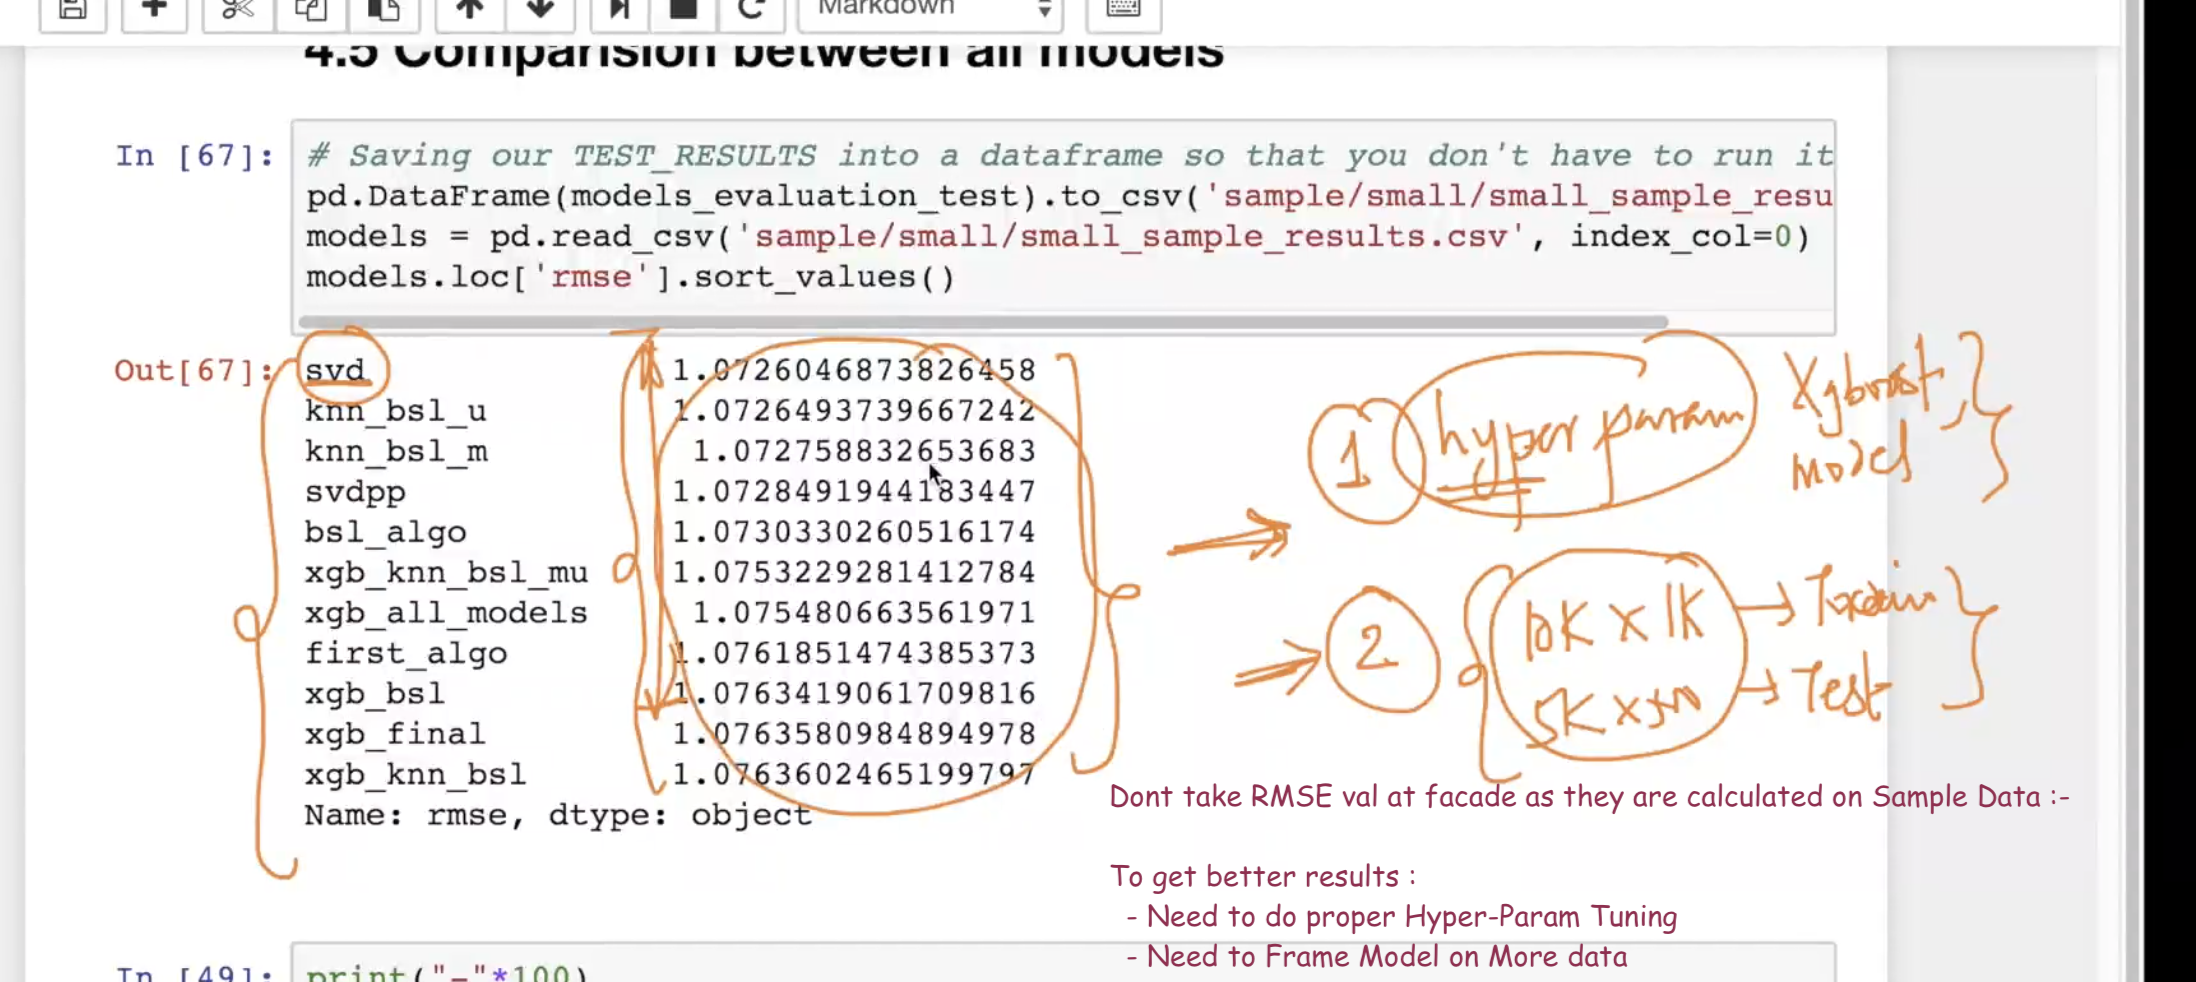 Markdown
4.5 Comparision between all models
In [67]:
# Saving our TEST_RESULTS into a dataframe so that you don't have to run it
pd.DataFrame(models_evaluation_test).to_csv('sample/small/small_sample_resu
models = pd.read_csv('sample/small/small_sample_results.csv', index_col=0)
models.loc['rmse'].sort_values()
Out[67]:
svd 1.0726046873826458
knn_bsl_u 1.0726493739667242
knn_bsl_m 1.072758832653683
svdpp 1.0728491944183447
bsl_algo 1.0730330260516174
xgb_knn_bsl_mu 1.0753229281412784
xgb_all_models 1.075480663561971
first_algo 1.0761851474385373
xgb_bsl 1.0763419061709816
xgb_final 1.0763580984894978
xgb_knn_bsl 1.0763602465199797
Name: rmse, dtype: object
1 hyper param Xgboost,
model
2 10K X 1K → Train
5K X 500 → Test
Dont take RMSE val at facade as they are calculated on Sample Data :-
To get better results :
- Need to do proper Hyper-Param Tuning
- Need to Frame Model on More data
In [49]:
print("-"*100)